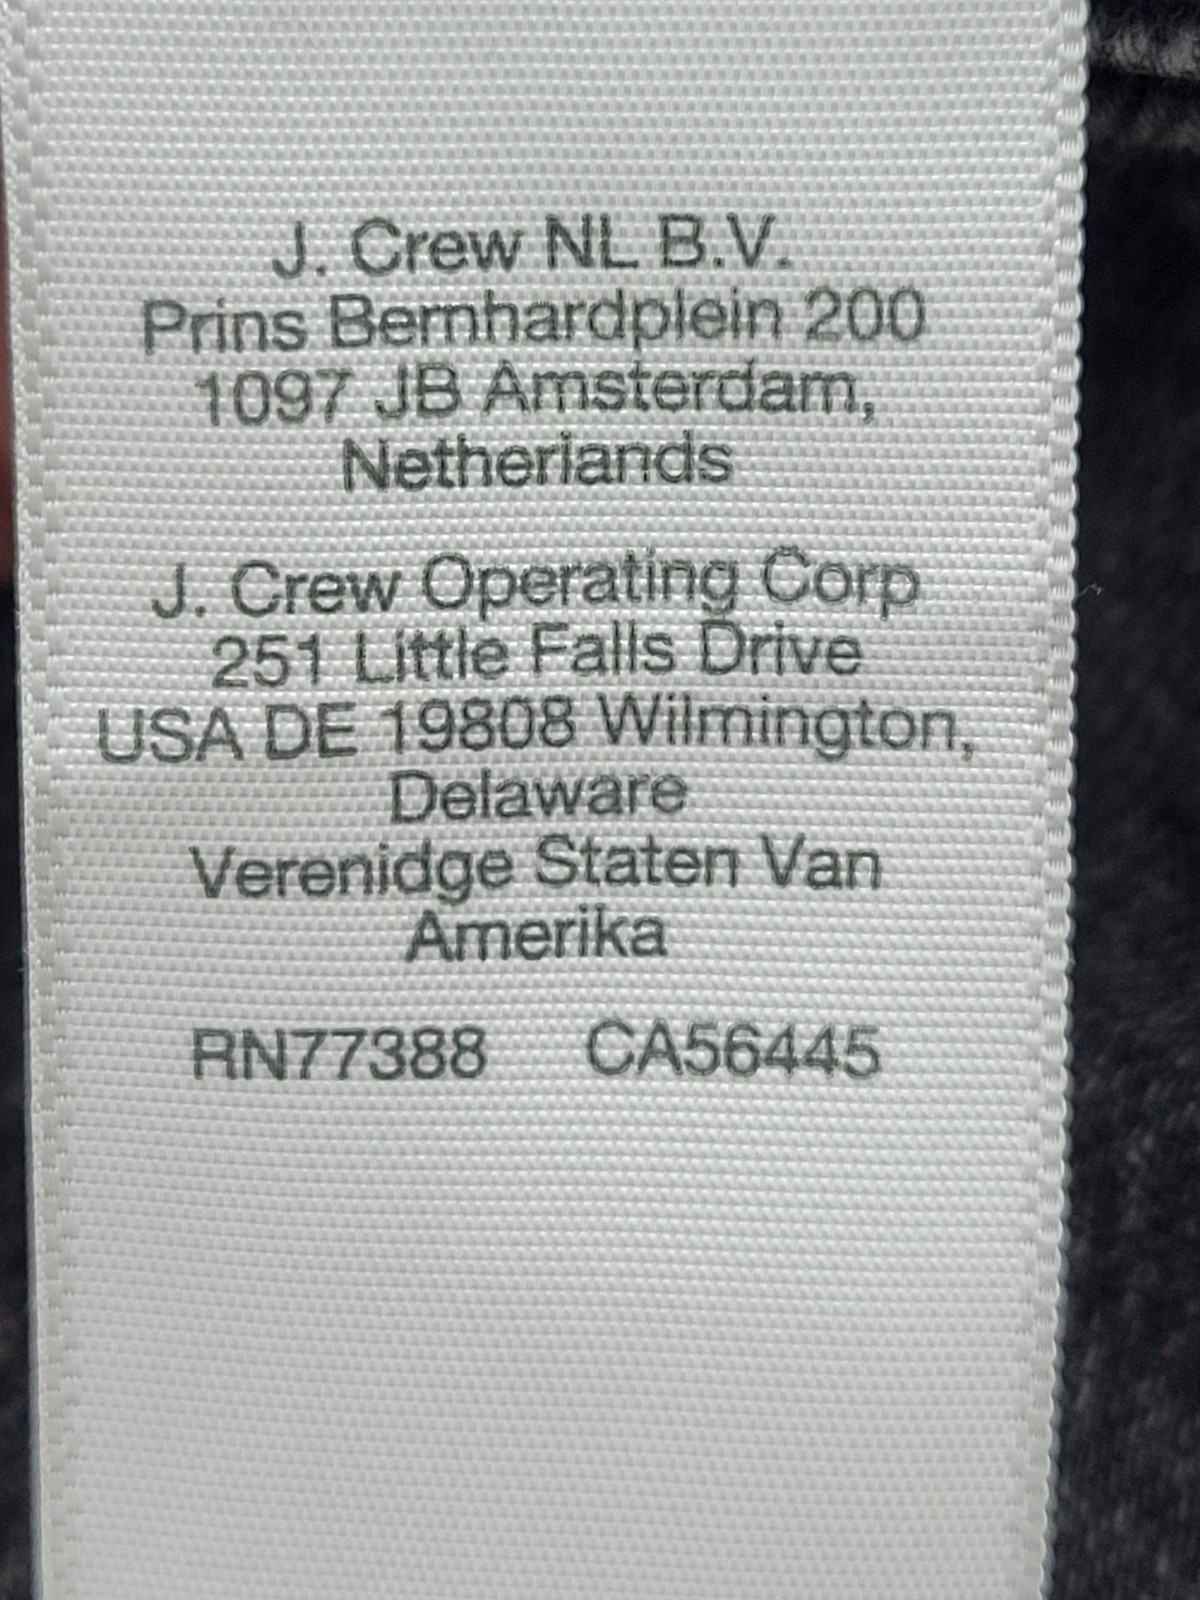 J. Crew NL B.V.
Prins Bernhardplein 200
1097 JB Amsterdam,
Netherlands
J. Crew Operating Corp
251 Little Falls Drive
USA DE 19808 Wilmington,
Delaware
Verenidge Staten Van
Amerika
RN77388 CA56445